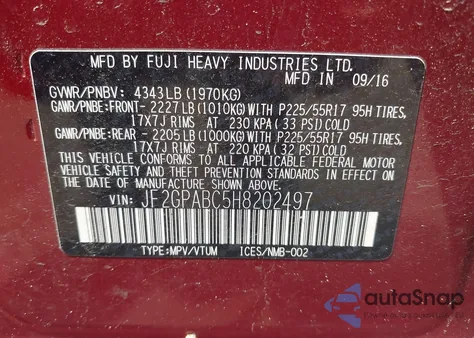 MFD BY FUJI HEAVY INDUSTRIES LTD.
MFD IN 09/16
GVWR/PNBV: 4343LB (1970KG)
GAWR/PNBE:FRONT- 2227LB (1010KG) WITH P225/55R17 95H TIRES,
17X7J RIMS AT 230 KPA (33 PSI) COLD
GAWR/PNBE:REAR - 2205LB (1000KG) WITH P225/55R17 95H TIRES,
17X7J RIMS AT 220 KPA (32 PSI) COLD
THIS VEHICLE CONFORMS TO ALL APPLICABLE FEDERAL MOTOR
VEHICLE SAFETY AND THEFT PREVENTION STANDARDS IN EFFECT
ON THE DATE OF MANUFACTURE SHOWN ABOVE.
VIN: JF2GPABC5H8202497
TYPE:MPV/VTUM ICES/NMB-002
autoSnap